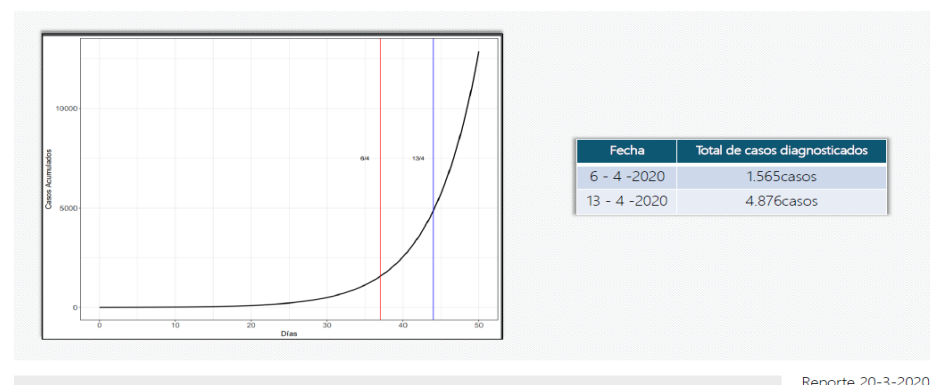 10000
5000
0
Casos Acumulados
6/4
13/4
0 10 20 30 40 50
Días
Fecha Total de casos diagnosticados
6 - 4 -2020 1.565casos
13 - 4 -2020 4.876casos
Reporte 20-3-2020